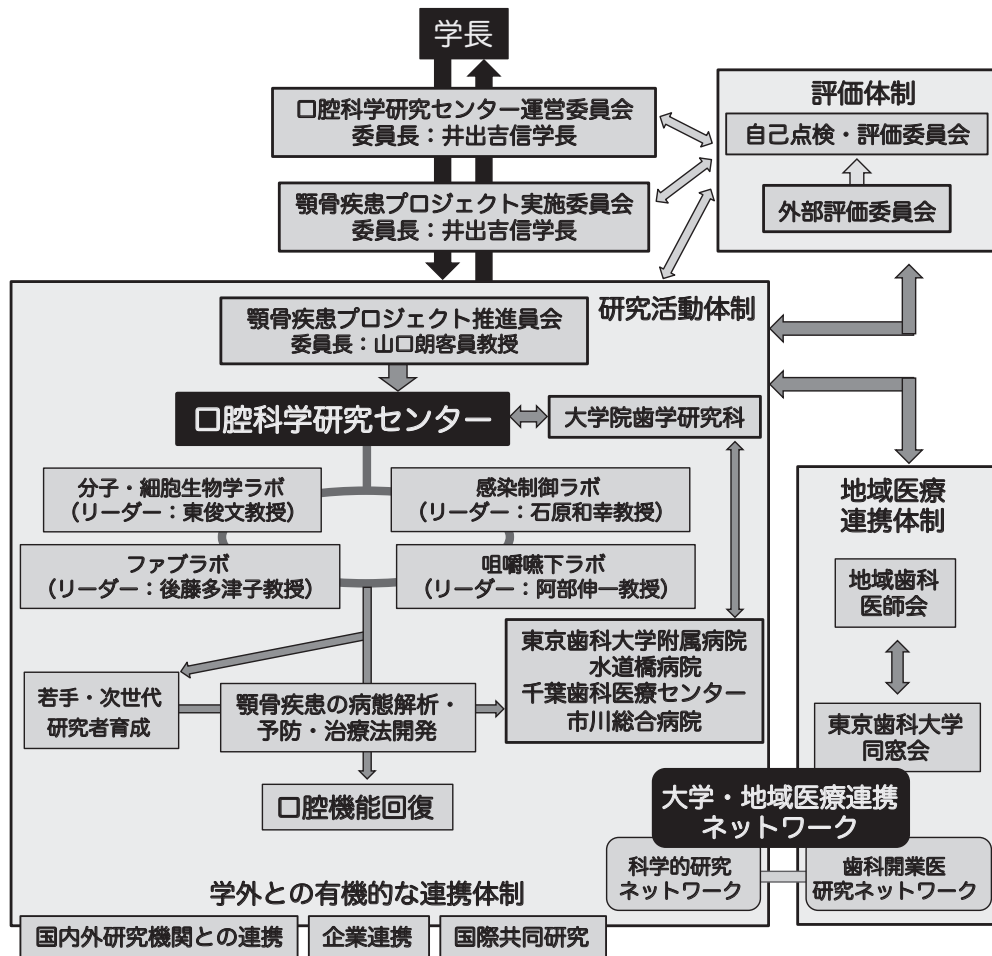 学長
口腔科学研究センター運営委員会
委員長：井出吉信学長
顎骨疾患プロジェクト実施委員会
委員長：井出吉信学長
評価体制
自己点検・評価委員会
外部評価委員会
研究活動体制
顎骨疾患プロジェクト推進員会
委員長：山口朗客員教授
口腔科学研究センター
大学院歯学研究科
分子・細胞生物学ラボ
（リーダー：東俊文教授）
感染制御ラボ
（リーダー：石原和幸教授）
ファブラボ
（リーダー：後藤多津子教授）
咀嚼嚥下ラボ
（リーダー：阿部伸一教授）
若手・次世代
研究者育成
顎骨疾患の病態解析・
予防・治療法開発
東京歯科大学附属病院
水道橋病院
千葉歯科医療センター
市川総合病院
口腔機能回復
地域医療
連携体制
地域歯科
医師会
東京歯科大学
同窓会
大学・地域医療連携
ネットワーク
科学的研究
ネットワーク
歯科開業医
研究ネットワーク
学外との有機的な連携体制
国内外研究機関との連携
企業連携
国際共同研究